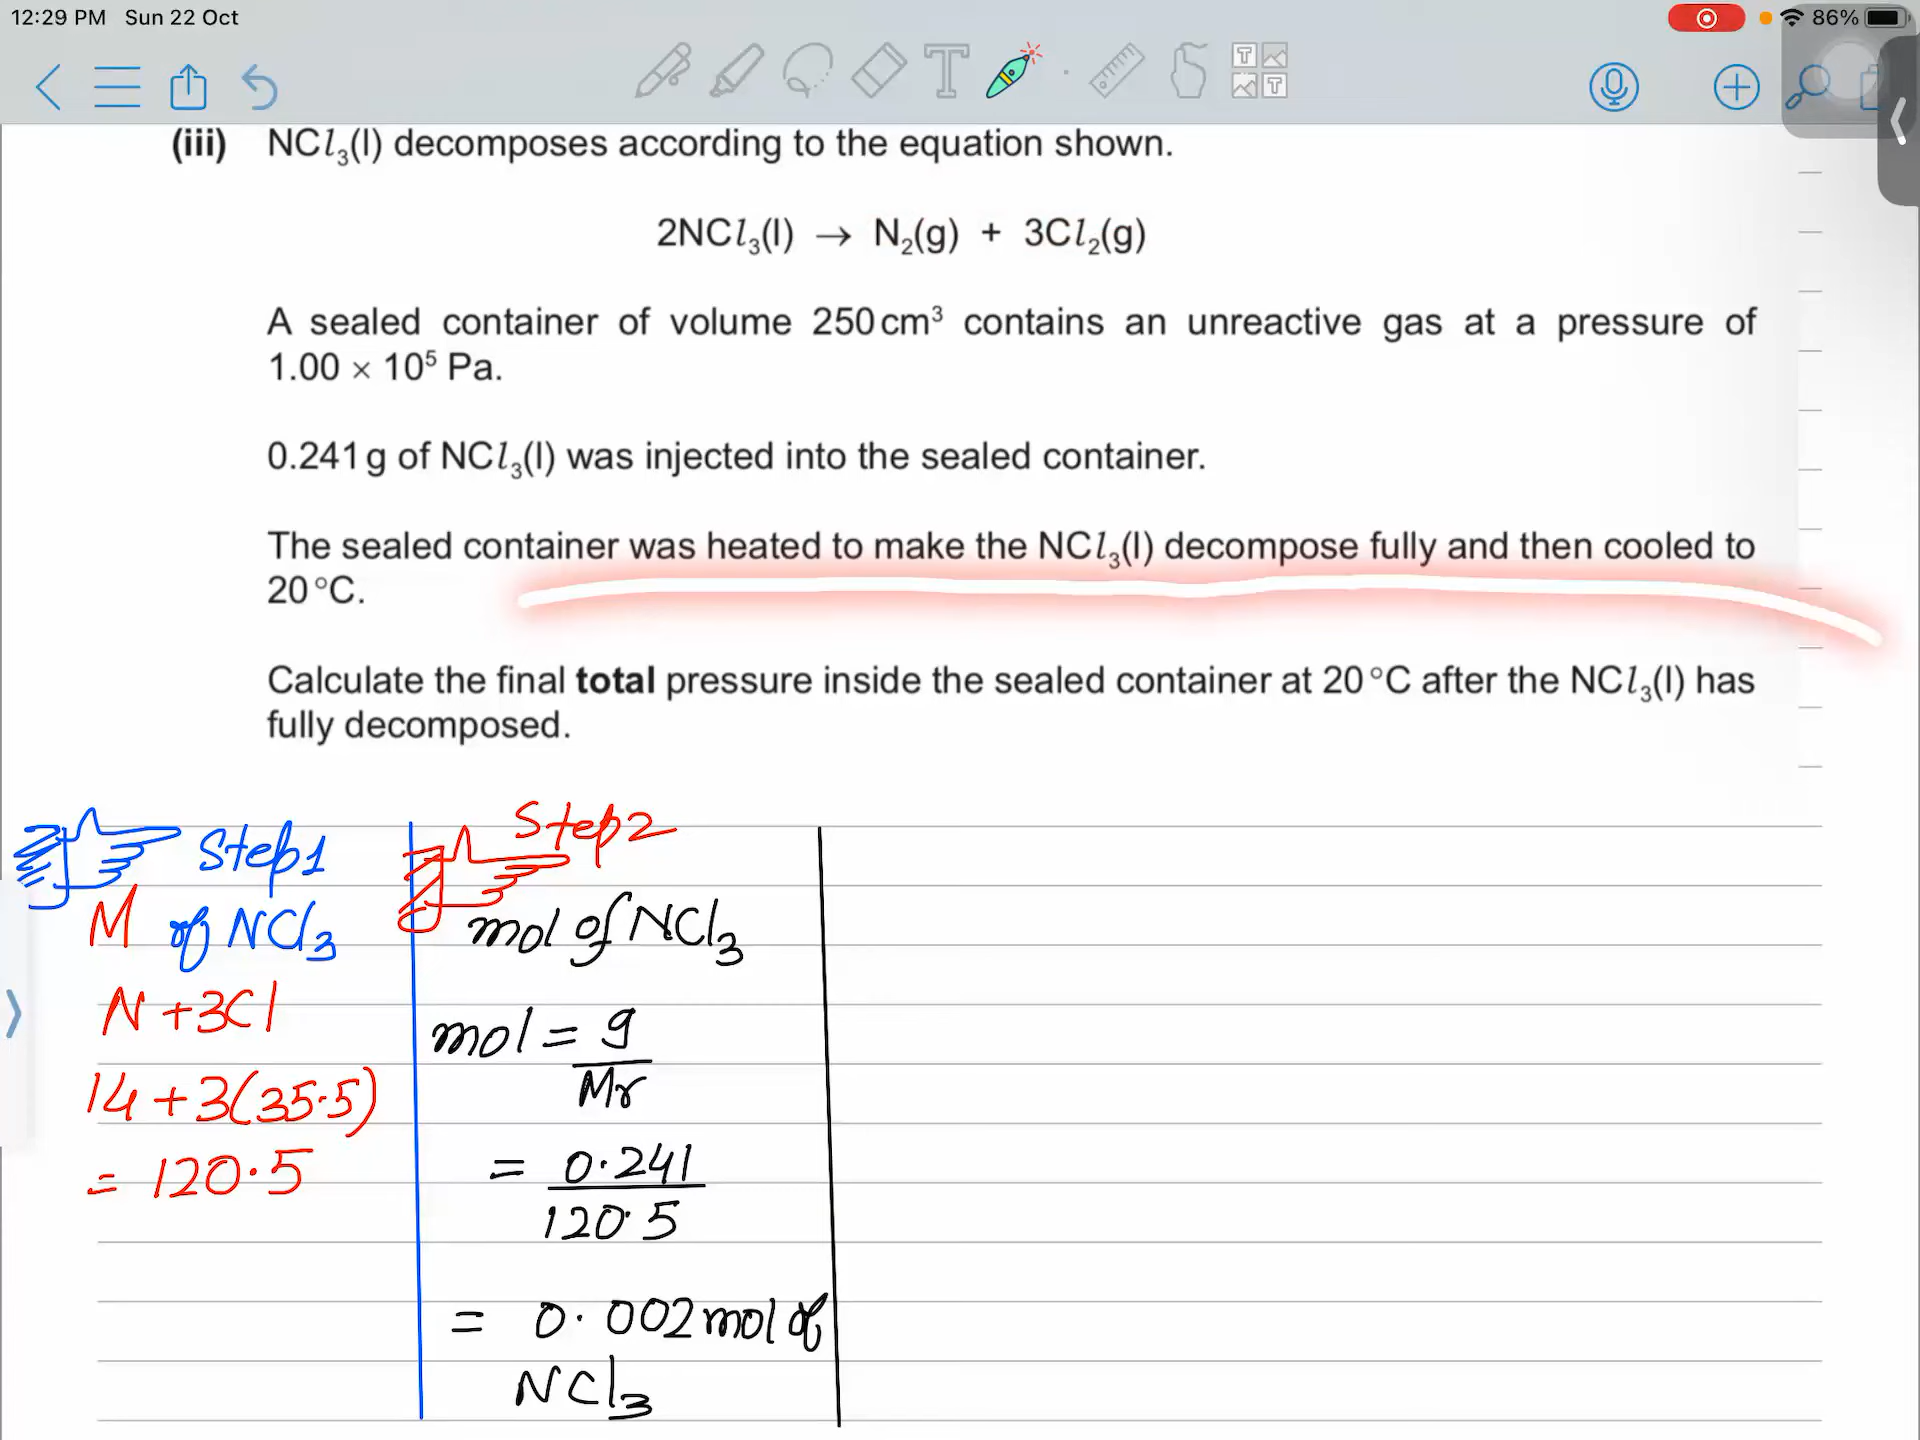 12:29 PM Sun 22 Oct
86%
(iii) NCl₃(l) decomposes according to the equation shown.
2NCl₃(l) → N₂(g) + 3Cl₂(g)
A sealed container of volume 250 cm³ contains an unreactive gas at a pressure of
1.00 × 10⁵ Pa.
0.241 g of NCl₃(l) was injected into the sealed container.
The sealed container was heated to make the NCl₃(l) decompose fully and then cooled to
20 °C.
Calculate the final total pressure inside the sealed container at 20 °C after the NCl₃(l) has
fully decomposed.
Step1
M of NCl₃
N + 3Cl
14 + 3(35.5)
= 120.5
Step2
mol of NCl₃
mol = g
Mr
= 0.241
120.5
= 0.002 mol of
NCl₃